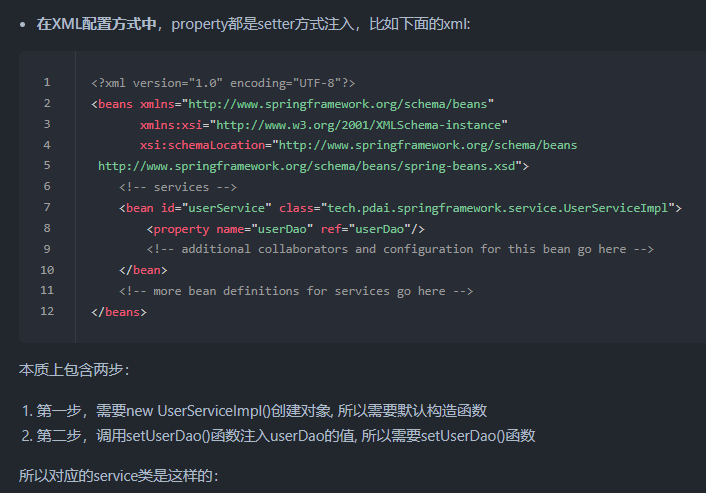 • 在XML配置方式中，property都是setter方式注入，比如下面的xml:
1 <?xml version="1.0" encoding="UTF-8"?>
2 <beans xmlns="http://www.springframework.org/schema/beans"
3 xmlns:xsi="http://www.w3.org/2001/XMLSchema-instance"
4 xsi:schemaLocation="http://www.springframework.org/schema/beans
5 http://www.springframework.org/schema/beans/spring-beans.xsd">
6 <!-- services -->
7 <bean id="userService" class="tech.pdai.springframework.service.UserServiceImpl">
8 <property name="userDao" ref="userDao"/>
9 <!-- additional collaborators and configuration for this bean go here -->
10 </bean>
11 <!-- more bean definitions for services go here -->
12 </beans>
本质上包含两步：
1. 第一步，需要new UserServiceImpl()创建对象, 所以需要默认构造函数
2. 第二步，调用setUserDao()函数注入userDao的值, 所以需要setUserDao()函数
所以对应的service类是这样的：